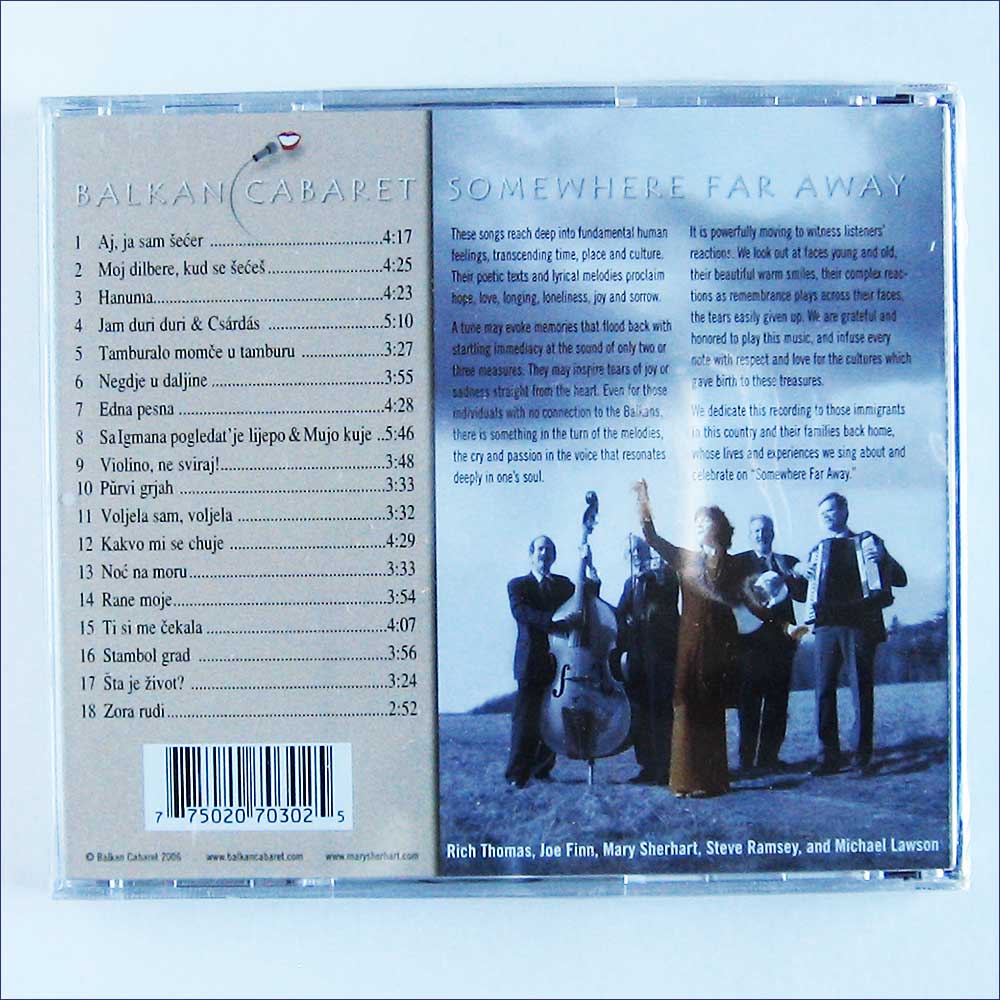 BALKAN CABARET
1 Aj, ja sam šećer ..........4:17
2 Moj dilbere, kud se šećeš..........4:25
3 Hanuma..........4:23
4 Jam duri duri & Csárdás ..........5:10
5 Tamburalo momče u tamburu ..........3:27
6 Negdje u daljine ..........3:55
7 Edna pesna ..........4:28
8 Sa Igmana pogledat'je lijepo & Mujo kuje ..5:46
9 Violino, ne sviraj!..........3:48
10 Pŭrvi grjah ..........3:33
11 Voljela sam, voljela ..........3:32
12 Kakvo mi se chuje ..........4:29
13 Noć na moru..........3:33
14 Rane moje..........3:54
15 Ti si me čekala ..........4:07
16 Stambol grad ..........3:56
17 Šta je život? ..........3:24
18 Zora rudi..........2:52
7 75020 70302 5
© Balkan Cabaret 2006 www.balkancabaret.com www.marysherhart.com
SOMEWHERE FAR AWAY
These songs reach deep into fundamental human
feelings, transcending time, place and culture.
Their poetic texts and lyrical melodies proclaim
hope, love, longing, loneliness, joy and sorrow.
A tune may evoke memories that flood back with
startling immediacy at the sound of only two or
three measures. They may inspire tears of joy or
sadness straight from the heart. Even for those
individuals with no connection to the Balkans,
there is something in the turn of the melodies,
the cry and passion in the voice that resonates
deeply in one's soul.
It is powerfully moving to witness listeners'
reactions. We look out at faces young and old,
their beautiful warm smiles, their complex reac-
tions as remembrance plays across their faces,
the tears easily given up. We are grateful and
honored to play this music, and infuse every
note with respect and love for the cultures which
gave birth to these treasures.
We dedicate this recording to those immigrants
in this country and their families back home,
whose lives and experiences we sing about and
celebrate on "Somewhere Far Away."
Rich Thomas, Joe Finn, Mary Sherhart, Steve Ramsey, and Michael Lawson